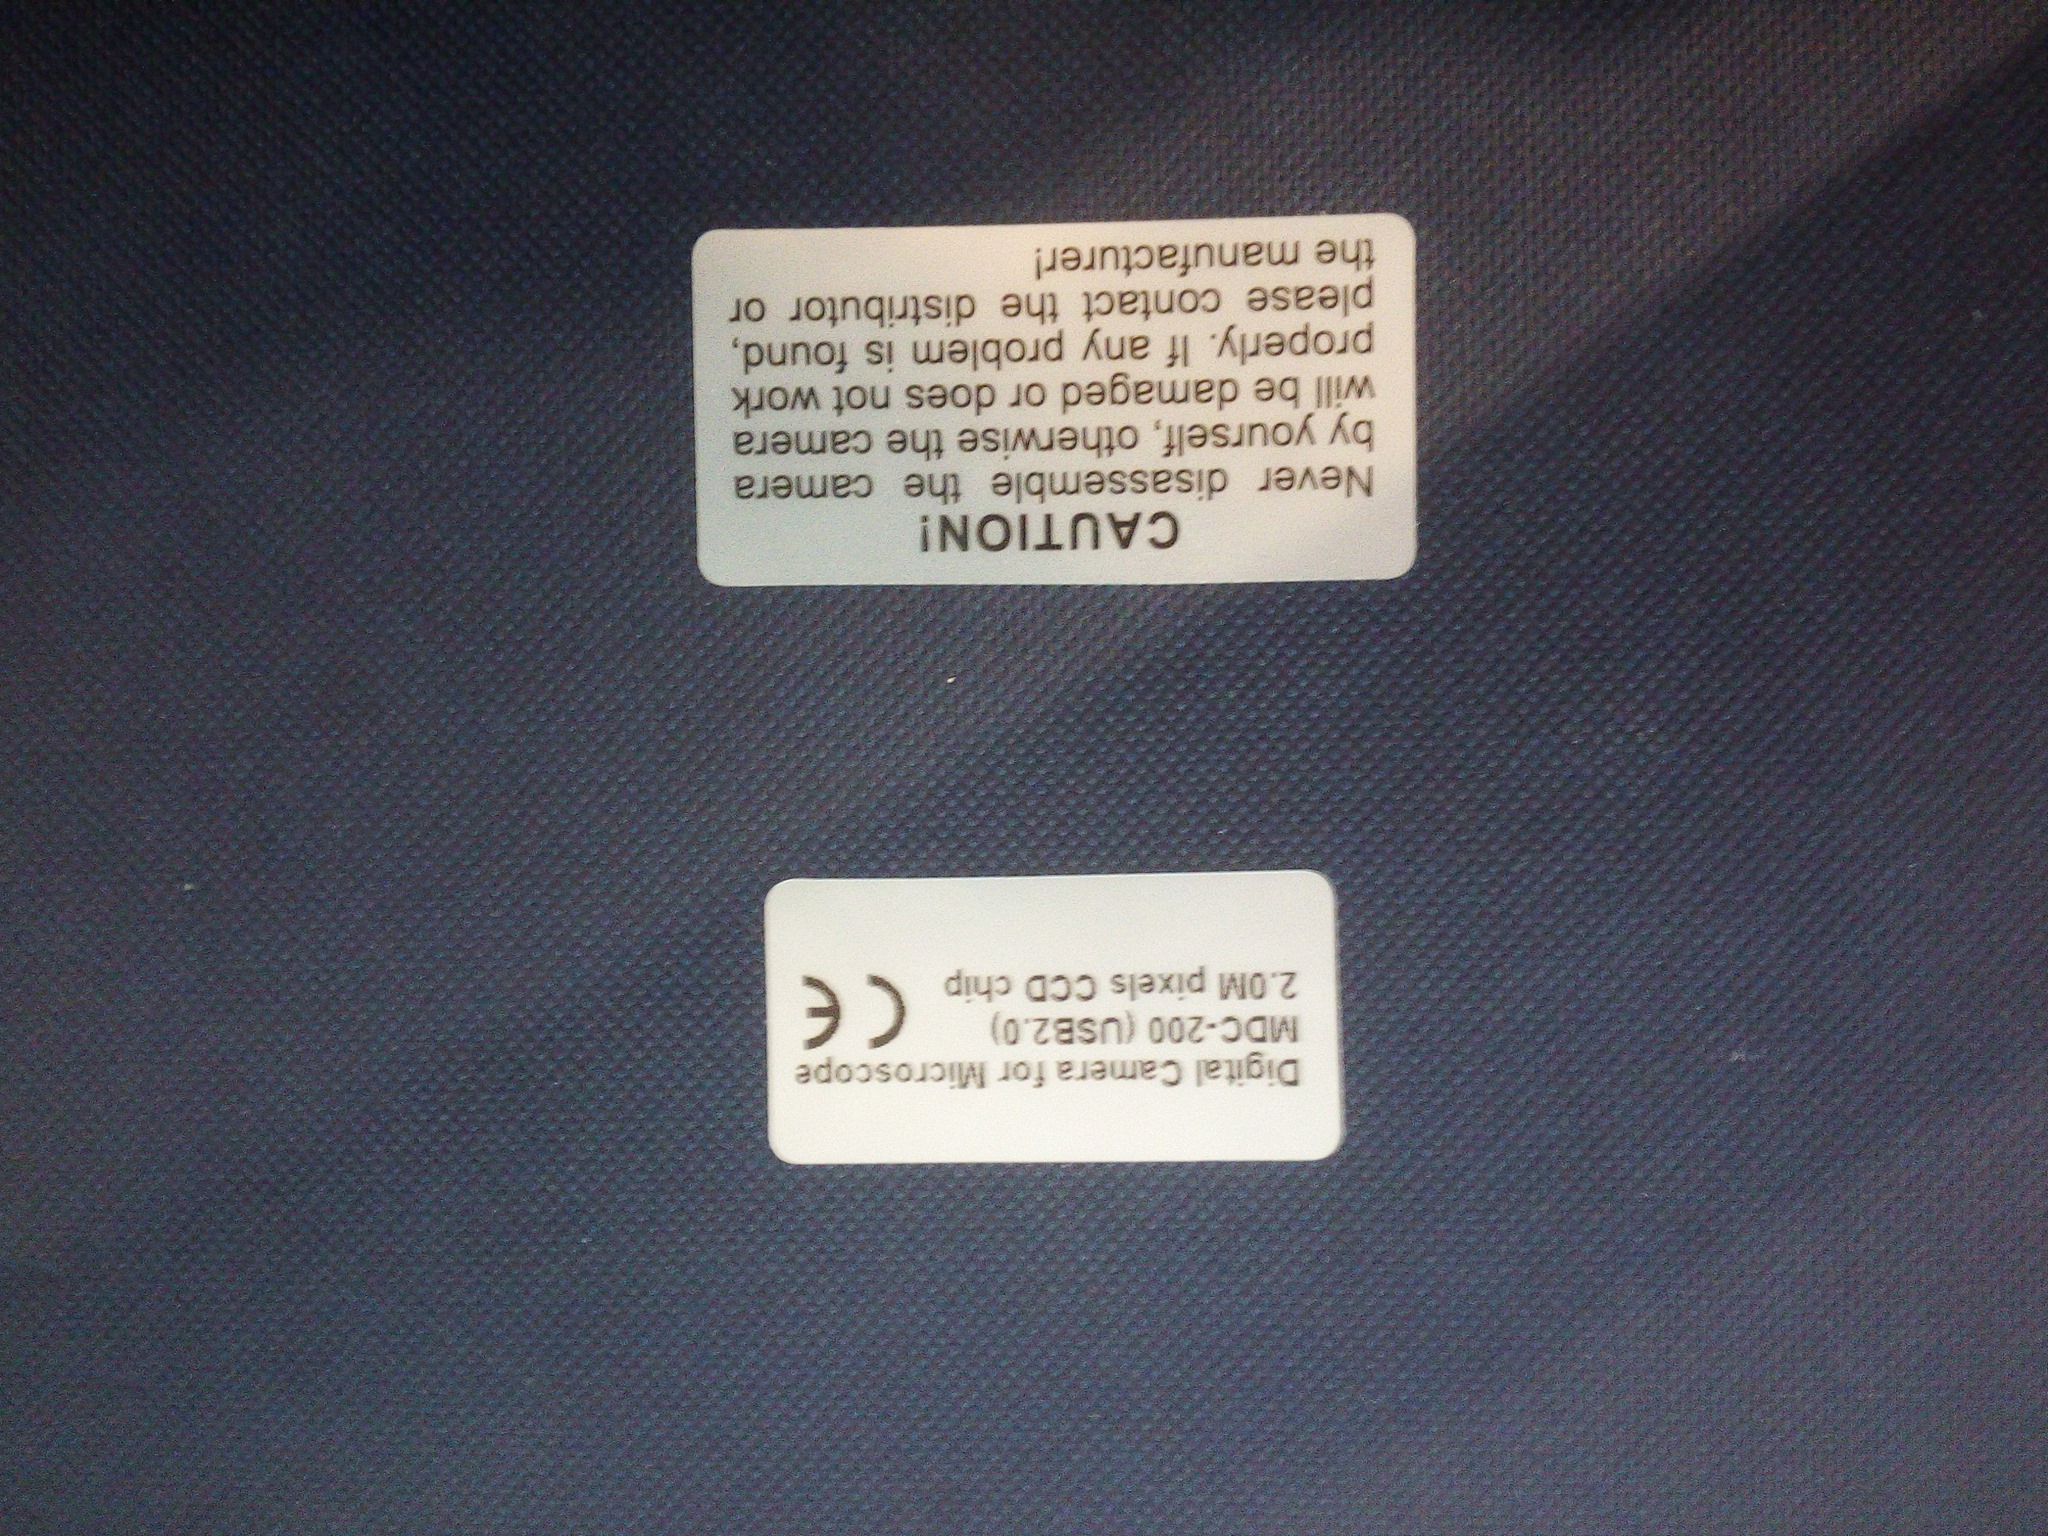 Digital Camera for Microscope
MDC-200 (USB2.0)
2.0M pixels CCD chip
CE
CAUTION!
Never disassemble the camera
by yourself, otherwise the camera
will be damaged or does not work
properly. If any problem is found,
please contact the distributor or
the manufacturer!